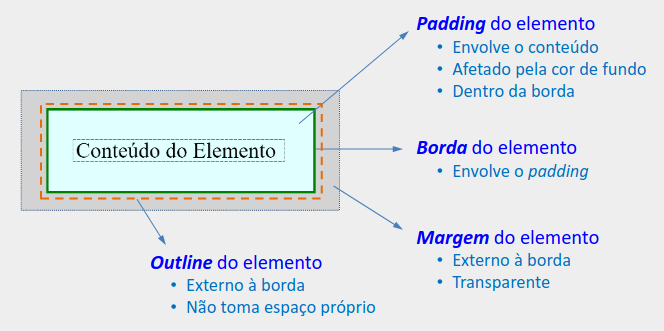 Padding do elemento
• Envolve o conteúdo
• Afetado pela cor de fundo
• Dentro da borda
Conteúdo do Elemento
Borda do elemento
• Envolve o padding
Margem do elemento
• Externo à borda
• Transparente
Outline do elemento
• Externo à borda
• Não toma espaço próprio